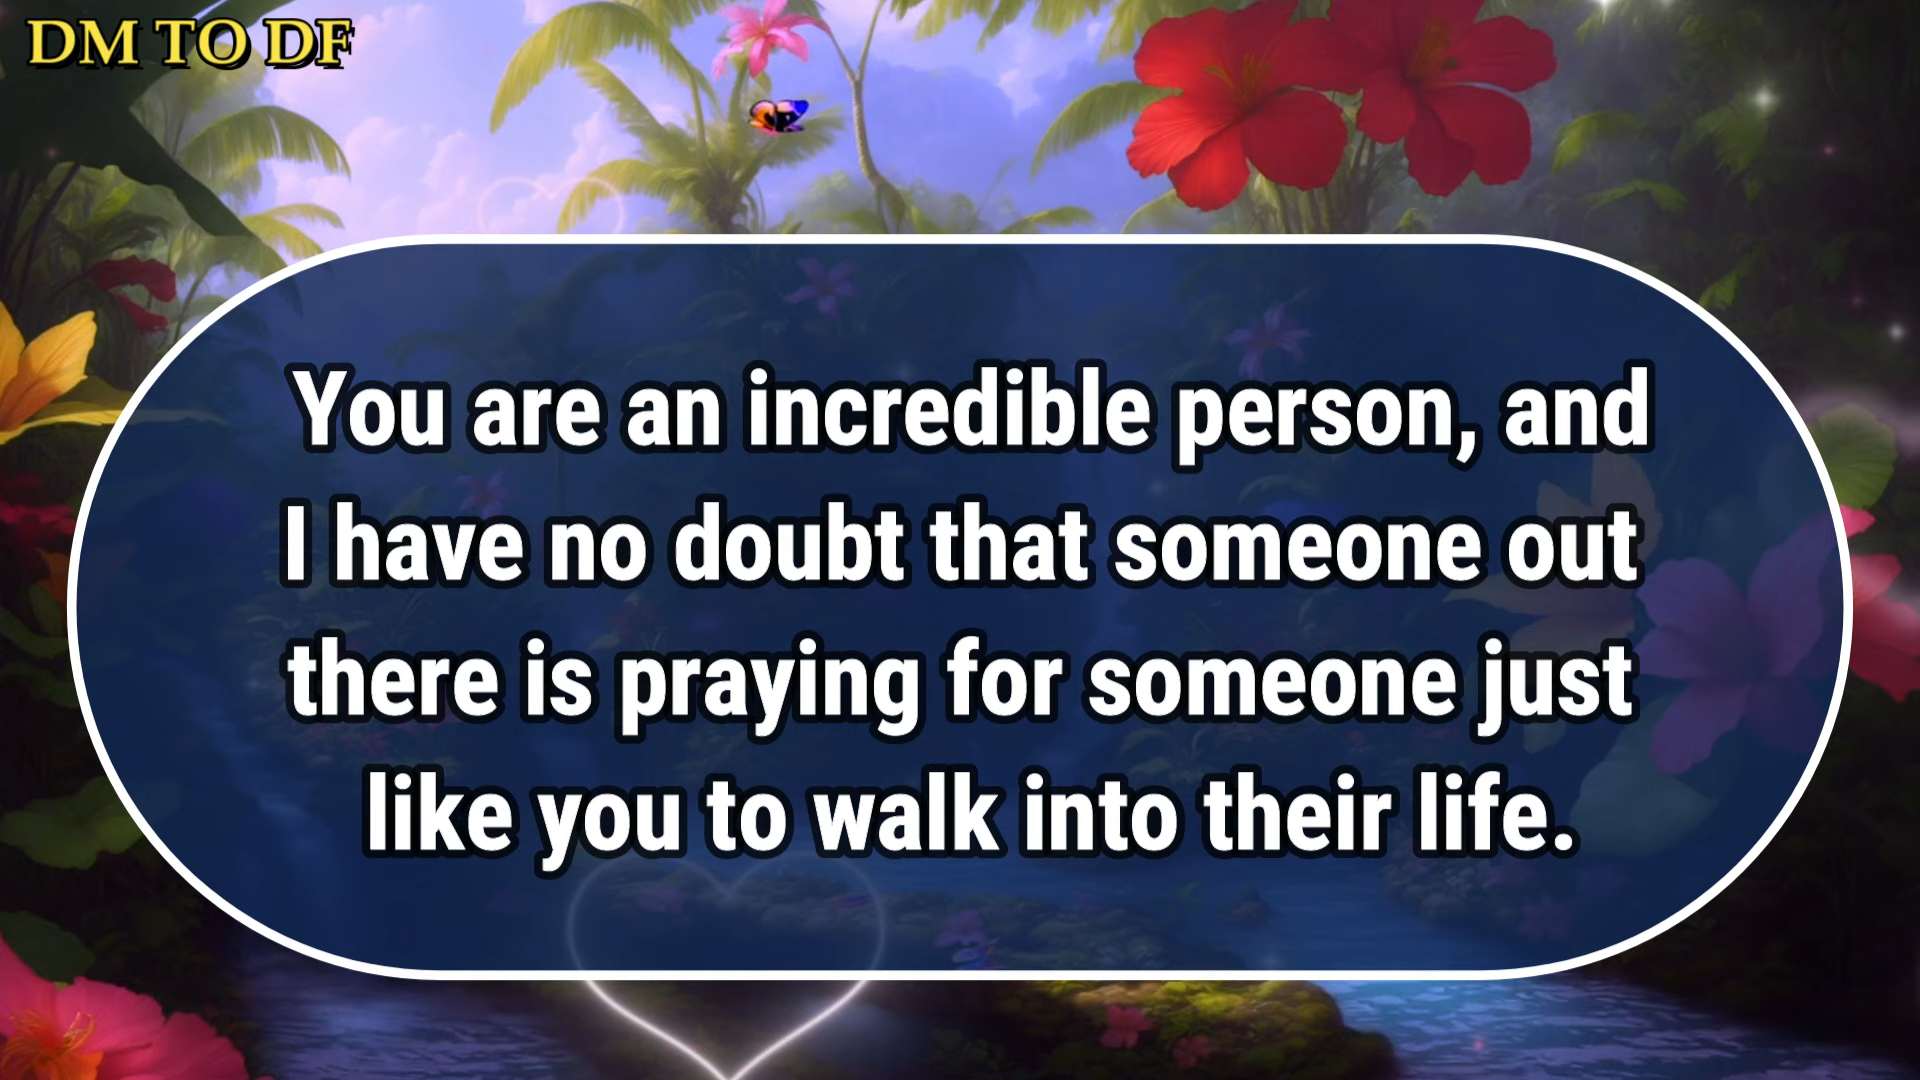 DM TO DF
You are an incredible person, and
I have no doubt that someone out
there is praying for someone just
like you to walk into their life.